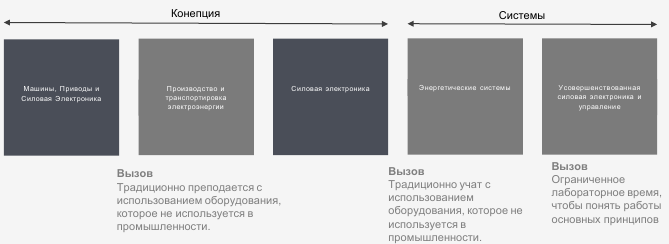 Конепция
Системы
Машины, Приводы и
Силовая Электроника
Производство и
транспортировка
электроэнергии
Силовая электроника
Энергетические системы
Усовершенствованная
силовая электроника и
управление
Вызов
Традиционно преподается с
использованием оборудования,
которое не используется в
промышленности.
Вызов
Традиционно учат с
использованием
оборудования, которое не
используется в
промышленности.
Вызов
Ограниченное
лабораторное время,
чтобы понять работы
основных принципов